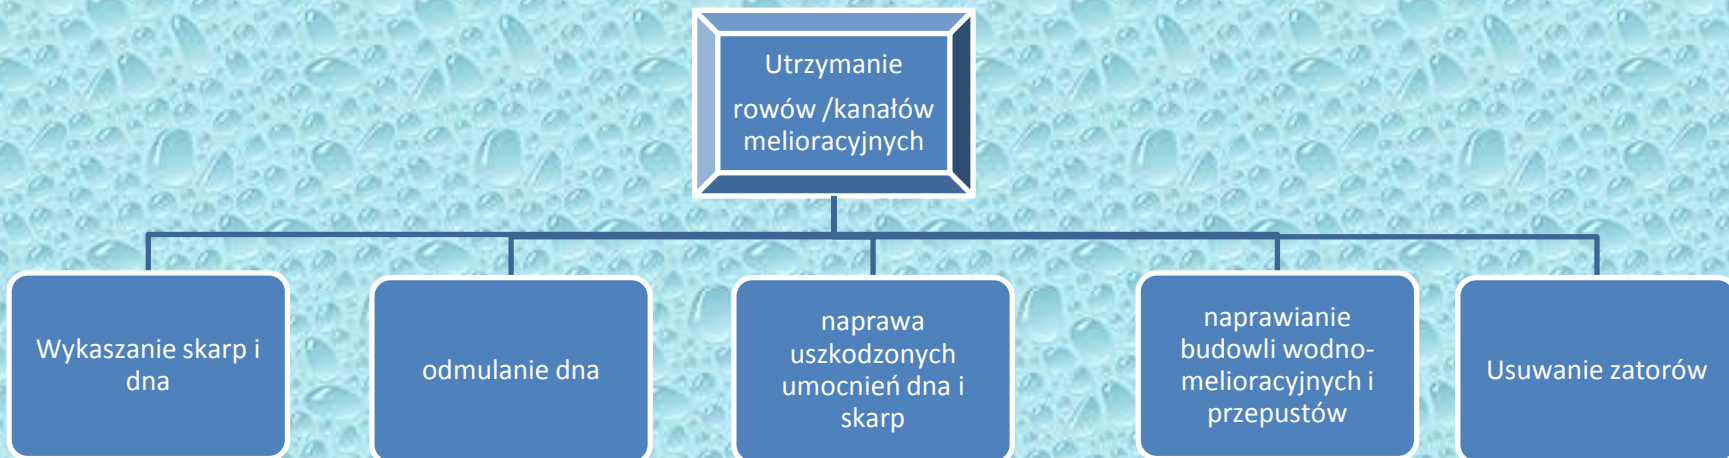 Utrzymanie
rowów /kanałów
melioracyjnych
Wykaszanie skarp i
dna
odmulanie dna
naprawa
uszkodzonych
umocnień dna i
skarp
naprawianie
budowli wodno-
melioracyjnych i
przepustów
Usuwanie zatorów